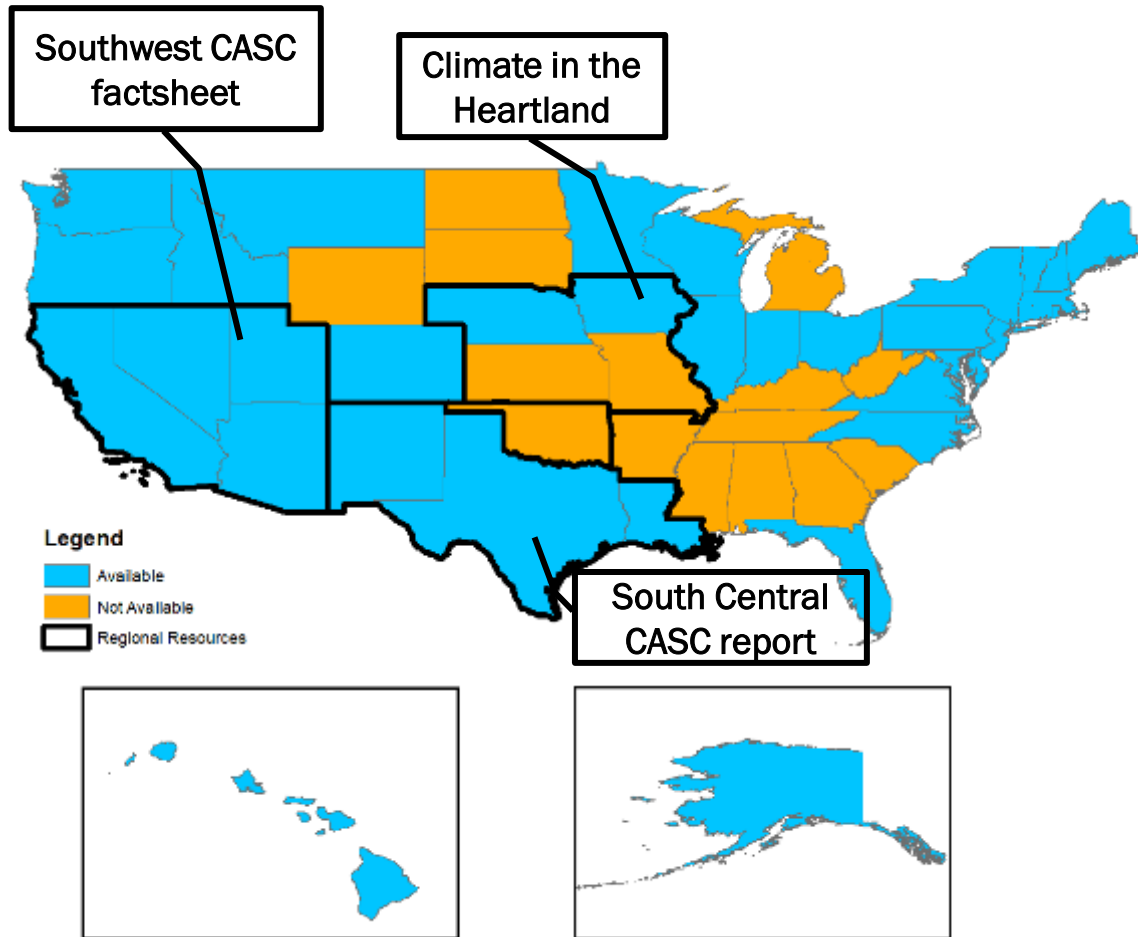 Southwest CASC
factsheet
Climate in the
Heartland
Legend
Available
Not Available
Regional Resources
South Central
CASC report